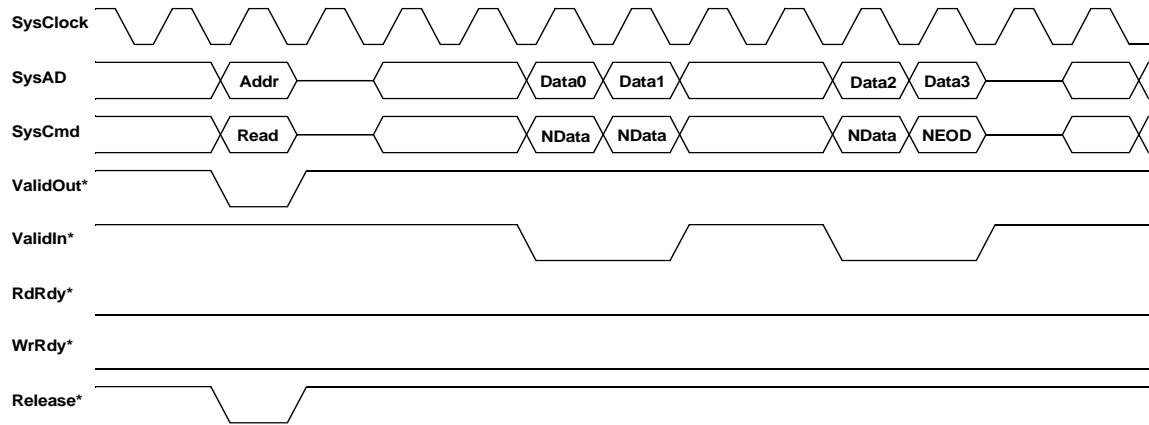 SysClock
SysAD Addr Data0 Data1 Data2 Data3
SysCmd Read NData NData NData NEOD
ValidOut*
ValidIn*
RdRdy*
WrRdy*
Release*